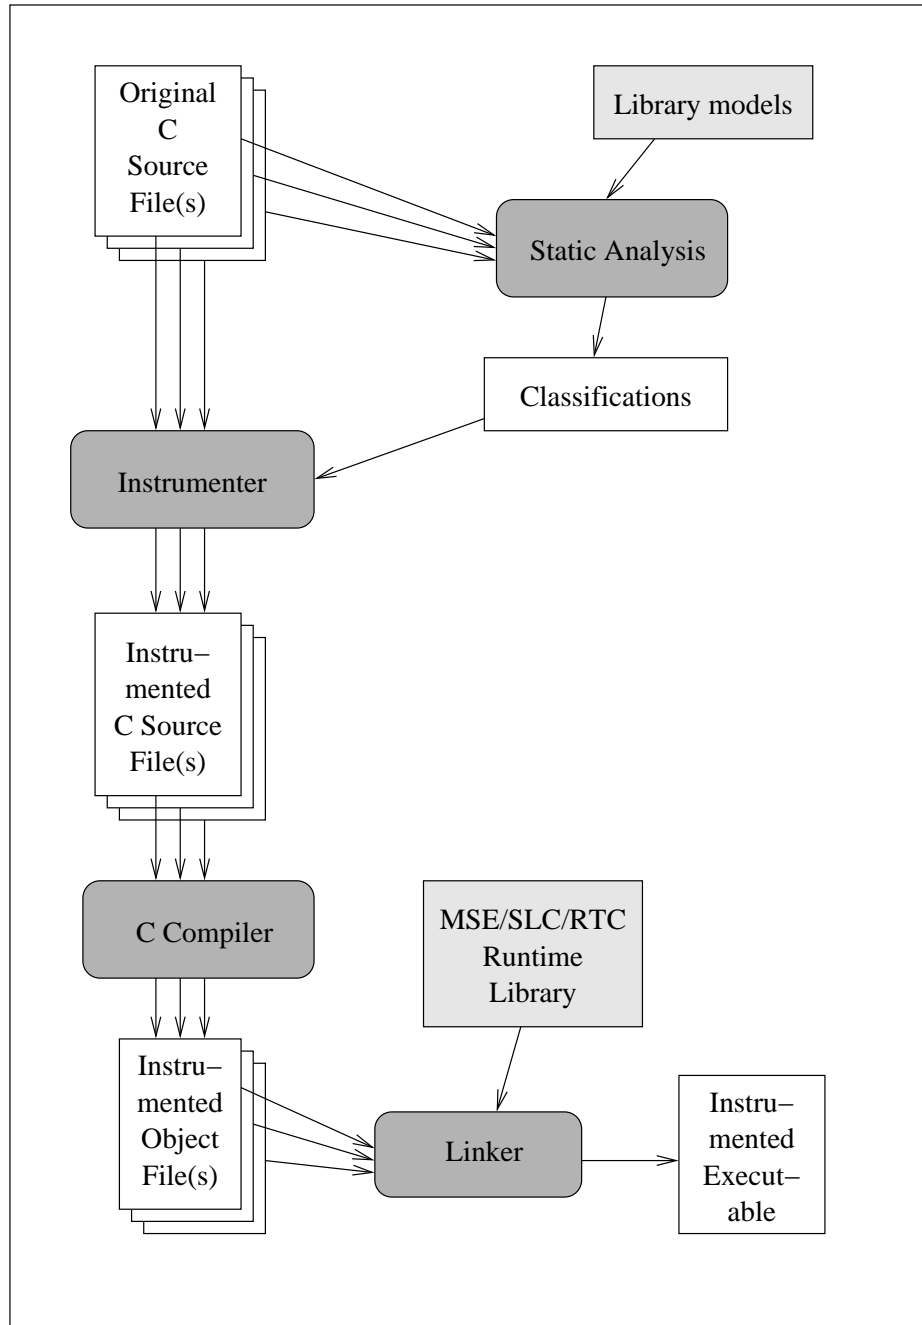 Original
C
Source
File(s)
Library models
Static Analysis
Classifications
Instrumenter
Instru−
mented
C Source
File(s)
C Compiler
MSE/SLC/RTC
Runtime
Library
Instru−
mented
Object
File(s)
Linker
Instru−
mented
Execut−
able